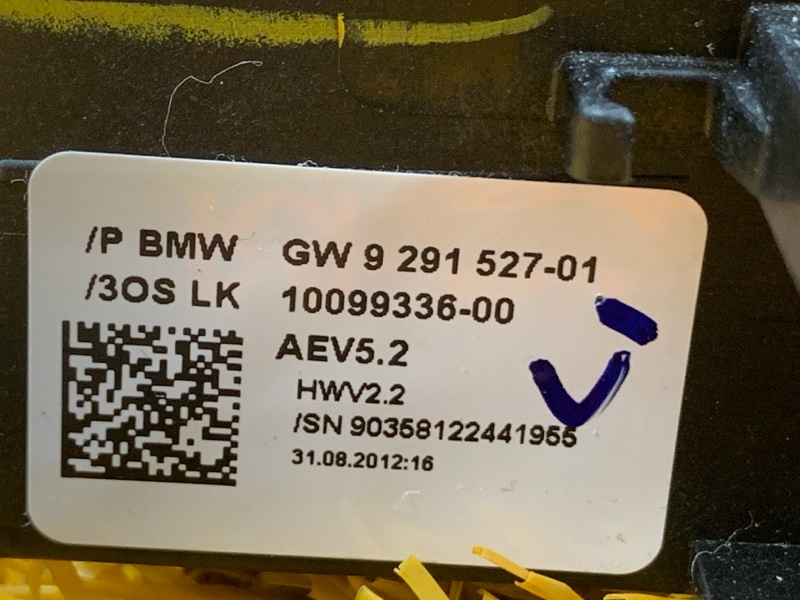 /P BMW GW 9 291 527-01
/3OS LK 10099336-00
AEV5.2
HWV2.2
/SN 90358122441955
31.08.2012:16